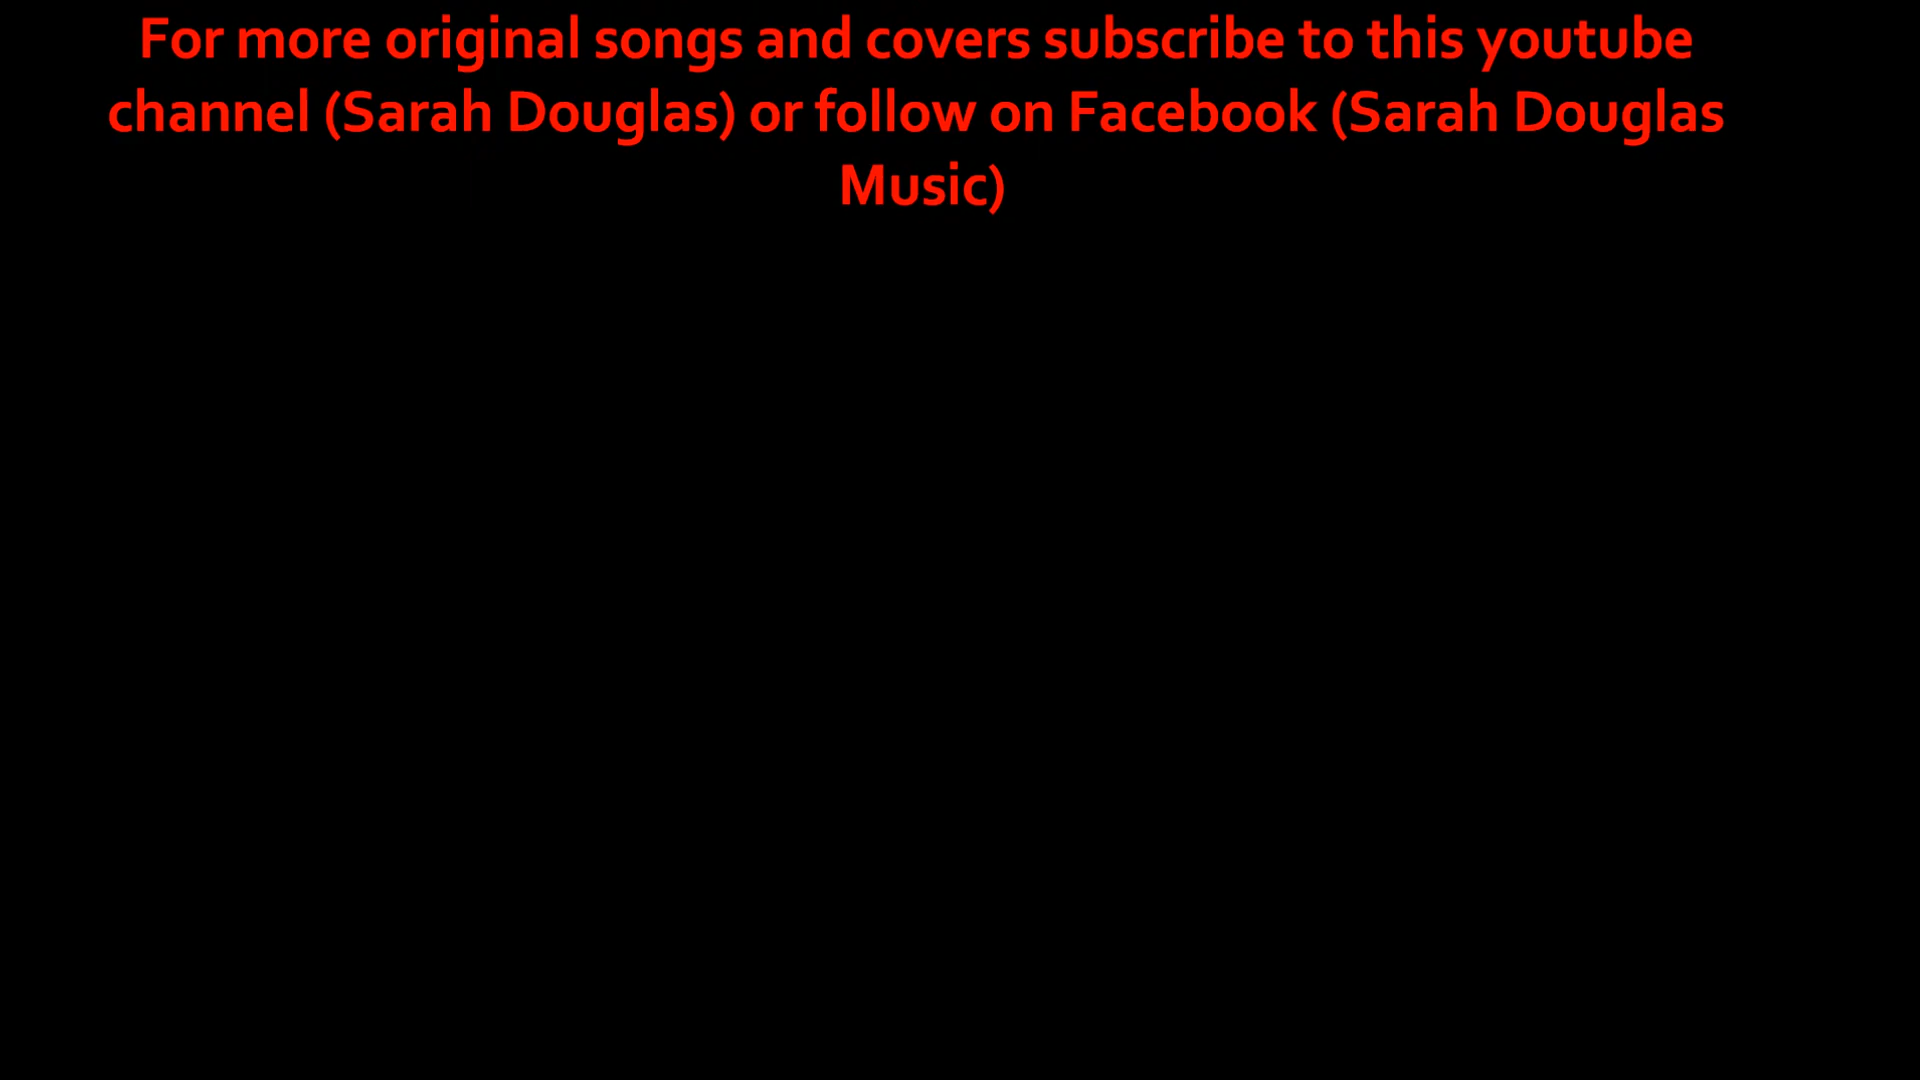 For more original songs and covers subscribe to this youtube
channel (Sarah Douglas) or follow on Facebook (Sarah Douglas
Music)